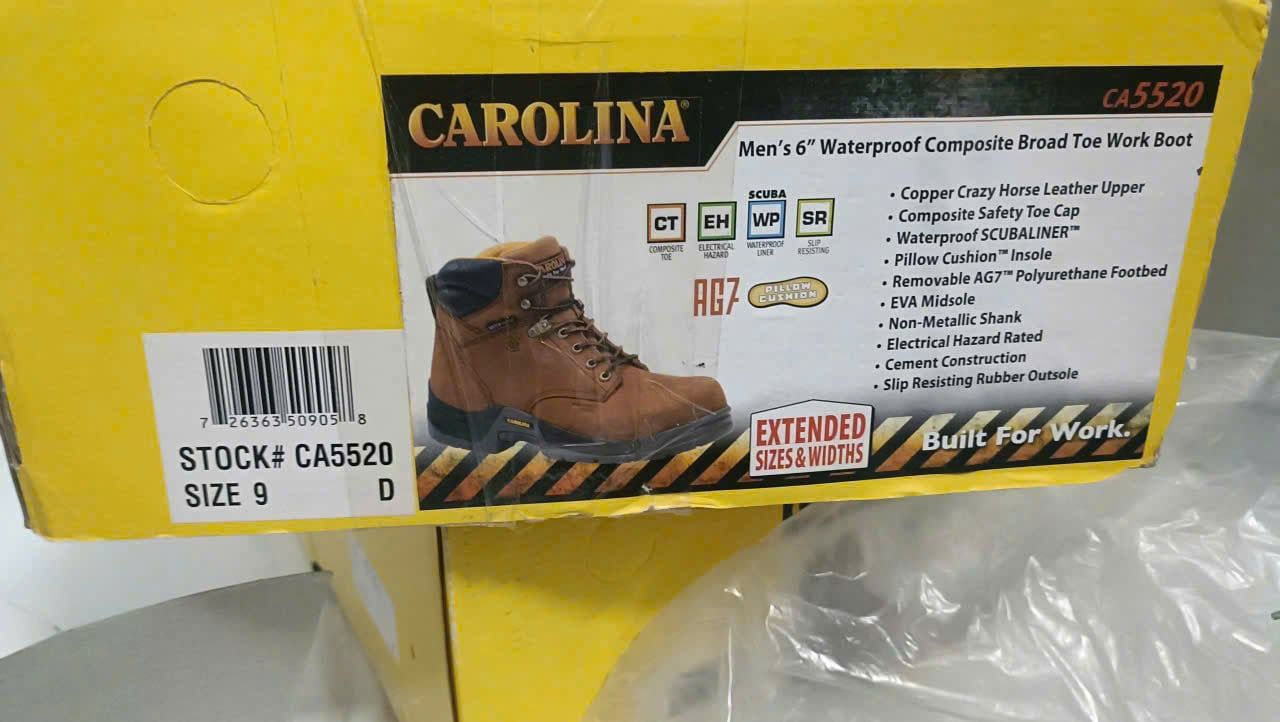 CAROLINA®
CA5520
Men's 6" Waterproof Composite Broad Toe Work Boot
SCUBA
CT
EH
WP
SR
COMPOSITE
TOE
ELECTRICAL
HAZARD
WATERPROOF
LINER
SLIP
RESISTING
AG7
PILLOW
CUSHION
• Copper Crazy Horse Leather Upper
• Composite Safety Toe Cap
• Waterproof SCUBALINER™
• Pillow Cushion™ Insole
• Removable AG7™ Polyurethane Footbed
• EVA Midsole
• Non-Metallic Shank
• Electrical Hazard Rated
• Cement Construction
• Slip Resisting Rubber Outsole
EXTENDED
SIZES & WIDTHS
Built For Work.
CAROLINA
7 26363 50905 8
STOCK# CA5520
SIZE 9 D